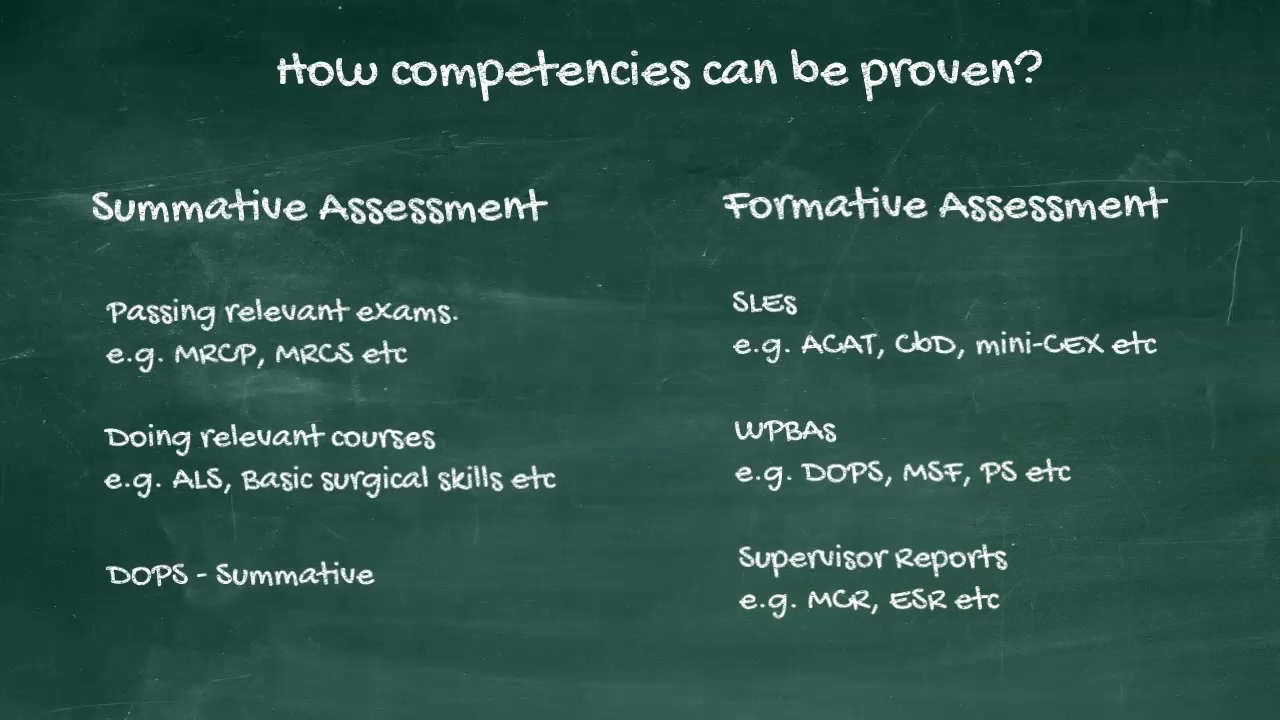 How competencies can be proven?
Summative Assessment
Passing relevant exams.
e.g. MRCP, MRCS etc
Doing relevant courses
e.g. ALS, Basic surgical skills etc
DOPS - Summative
Formative Assessment
SLEs
e.g. ACAT, CbD, mini-CEX etc
WPBAs
e.g. DOPS, MSF, PS etc
Supervisor Reports
e.g. MCR, ESR etc